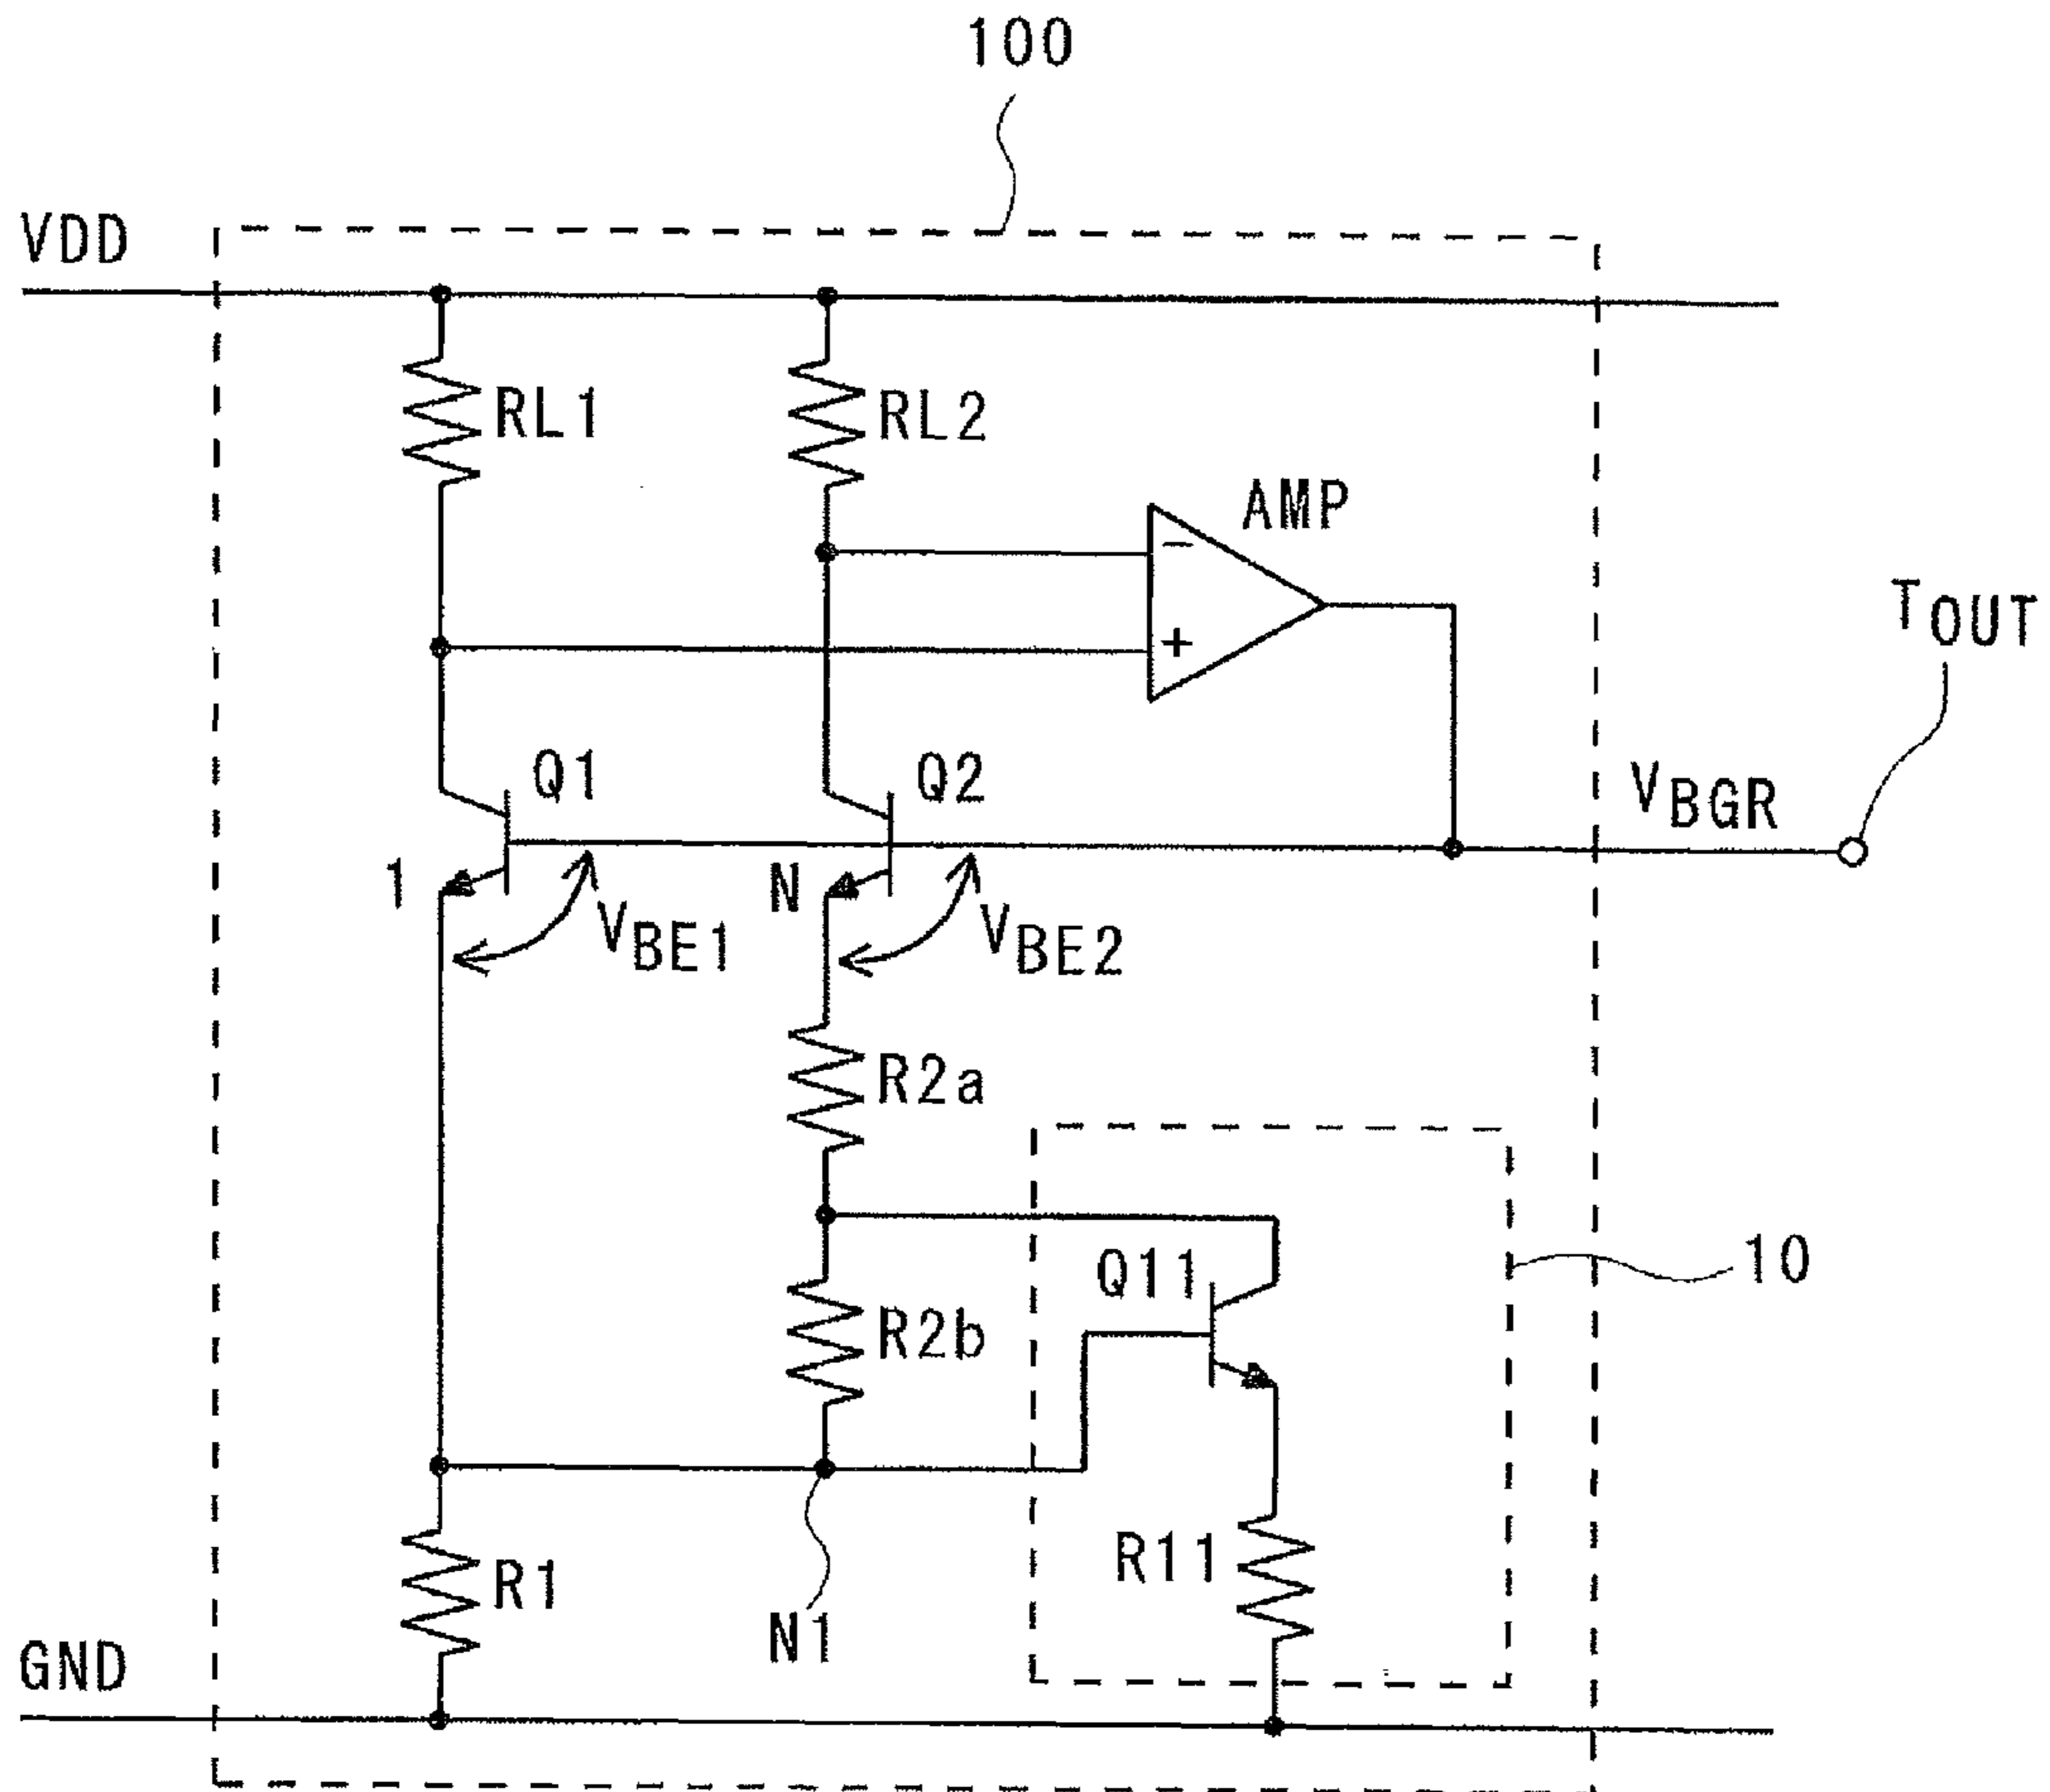 100
VDD
RL1
RL2
AMP
−
+
TOUT
Q1
Q2
VBGR
1
N
VBE1
VBE2
R2a
Q11
10
R2b
R11
R1
N1
GND